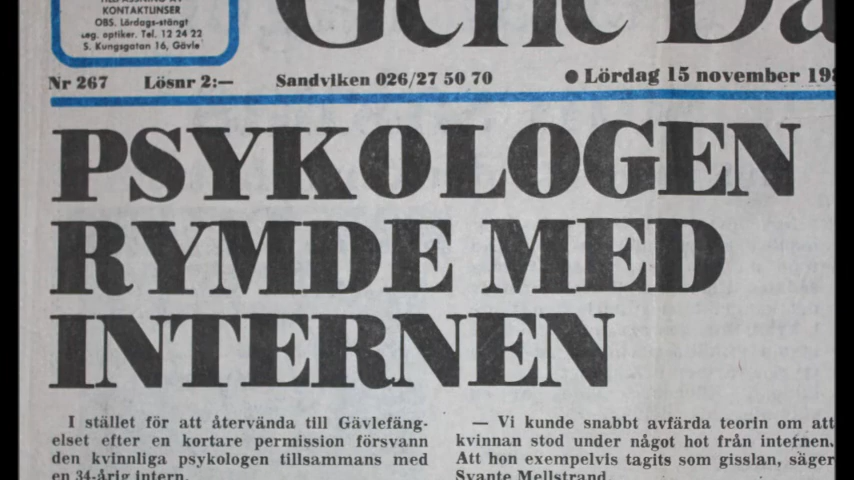 KONTAKTLINSER
OBS. Lördags-stängt
Leg. optiker. Tel. 12 24 22
S. Kungsgatan 16, Gävle
Nr 267 Lösnr 2:— Sandviken 026/27 50 70 ● Lördag 15 november 198
PSYKOLOGEN
RYMDE MED
INTERNEN
I stället för att återvända till Gävlefäng-
elset efter en kortare permission försvann
den kvinnliga psykologen tillsammans med
en 34-årig intern.
— Vi kunde snabbt avfärda teorin om att
kvinnan stod under något hot från internen.
Att hon exempelvis tagits som gisslan, säger
Svante Mellstrand